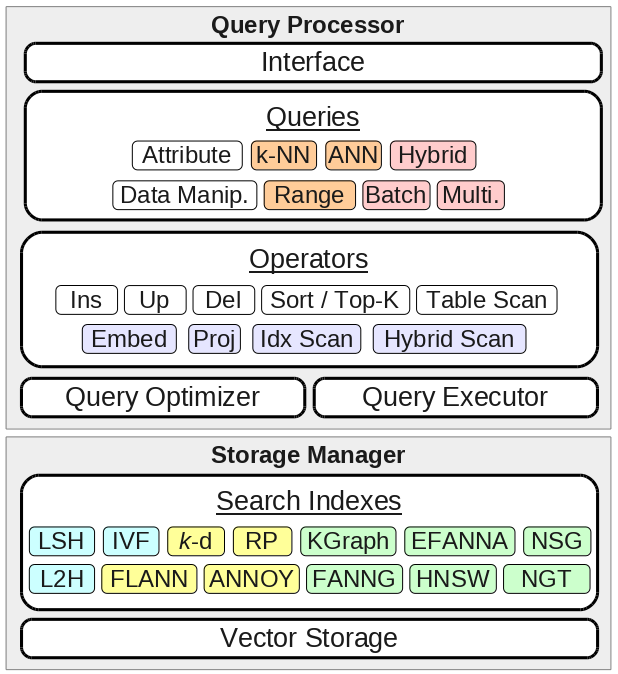 Query Processor
Interface
Queries
Attribute k-NN ANN Hybrid
Data Manip. Range Batch Multi.
Operators
Ins Up Del Sort / Top-K Table Scan
Embed Proj Idx Scan Hybrid Scan
Query Optimizer Query Executor
Storage Manager
Search Indexes
LSH IVF k-d RP KGraph EFANNA NSG
L2H FLANN ANNOY FANNG HNSW NGT
Vector Storage